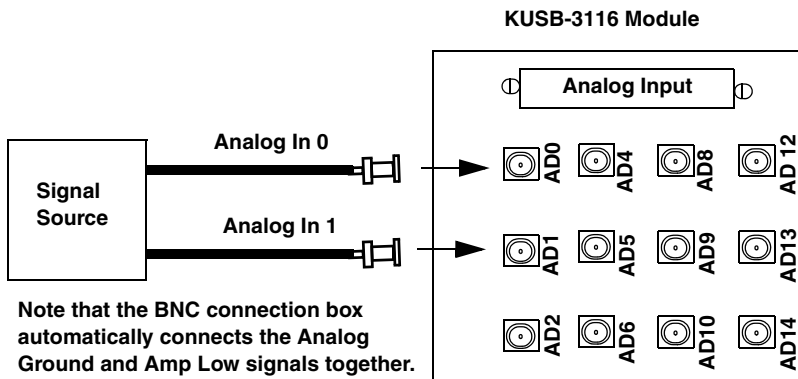 KUSB-3116 Module
Analog Input
Analog In 0
Signal
Source
Analog In 1
AD0
AD4
AD8
AD 12
AD1
AD5
AD9
AD13
AD2
AD6
AD10
AD14
Note that the BNC connection box
automatically connects the Analog
Ground and Amp Low signals together.